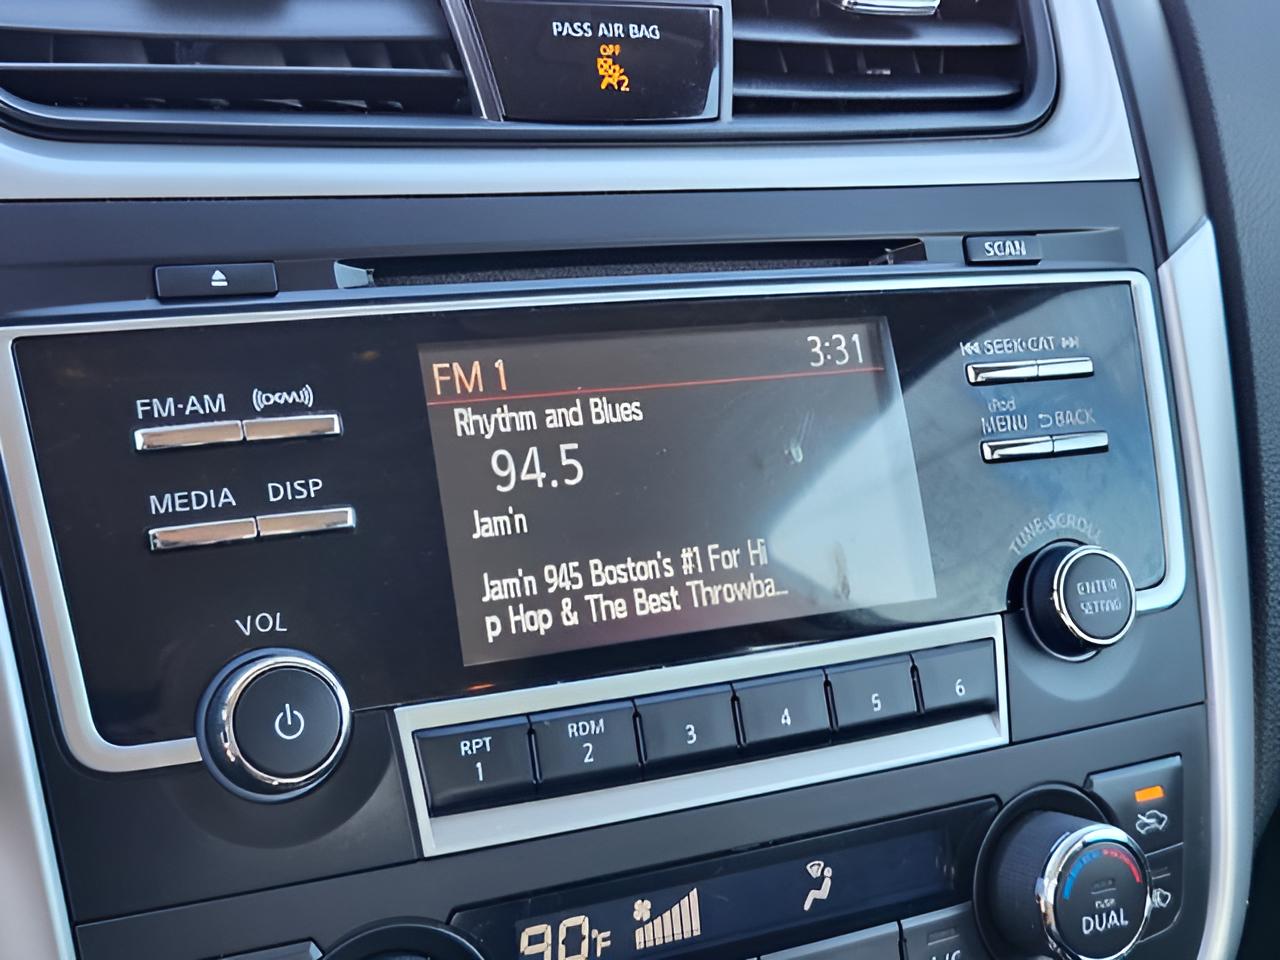 PASS AIR BAG
OFF
2
SCAN
FM 1 3:31
Rhythm and Blues
94.5
Jam'n
Jam'n 945 Boston's #1 For Hi
p Hop & The Best Throwba...
FM·AM
MEDIA DISP
VOL
SEEK·CAT
iPod
MENU BACK
TUNE·SCROLL
ENTER
SETTING
RPT
1
RDM
2
3
4
5
6
90°F
DUAL
A/C